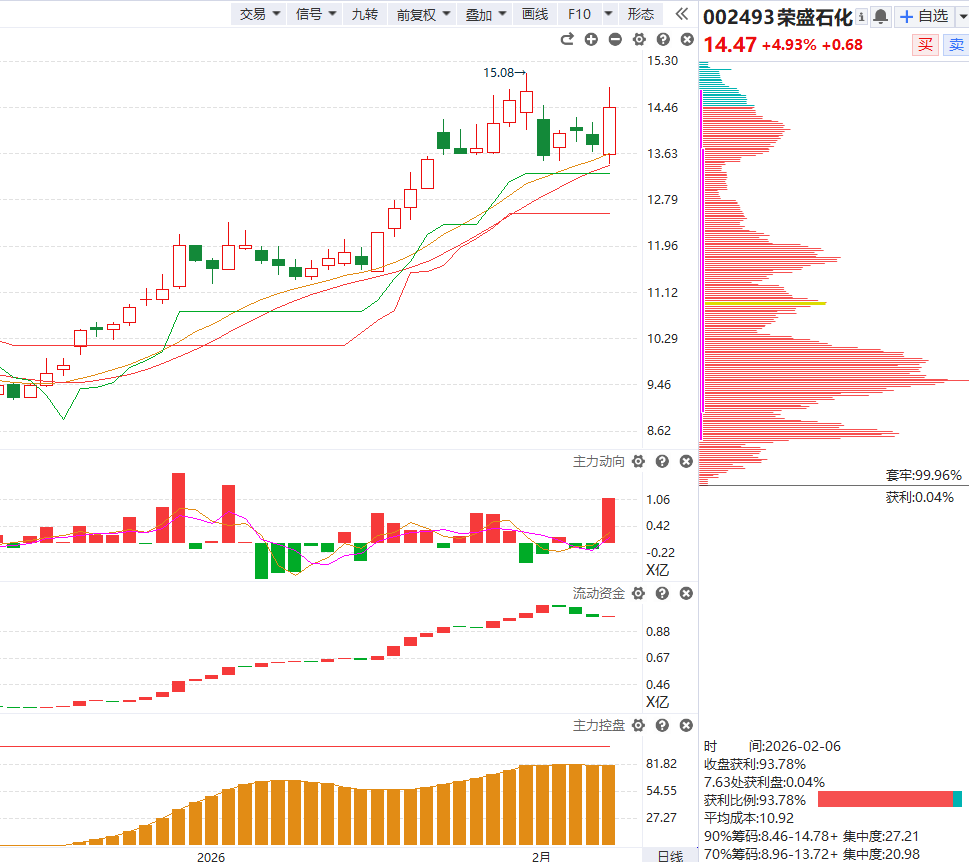 交易 信号 九转 前复权 叠加 画线 F10 形态
002493 荣盛石化 自选
14.47 +4.93% +0.68 买 卖
15.30
15.08→
14.46
13.63
12.79
11.96
11.12
10.29
9.46
8.62
套牢:99.96%
获利:0.04%
主力动向
1.06
0.42
-0.22
X亿
流动资金
0.88
0.67
0.46
X亿
主力控盘
81.82
54.55
27.27
2026 2月 日线
时 间:2026-02-06
收盘获利:93.78%
7.63处获利盘:0.04%
获利比例:93.78%
平均成本:10.92
90%筹码:8.46-14.78+ 集中度:27.21
70%筹码:8.96-13.72+ 集中度:20.98